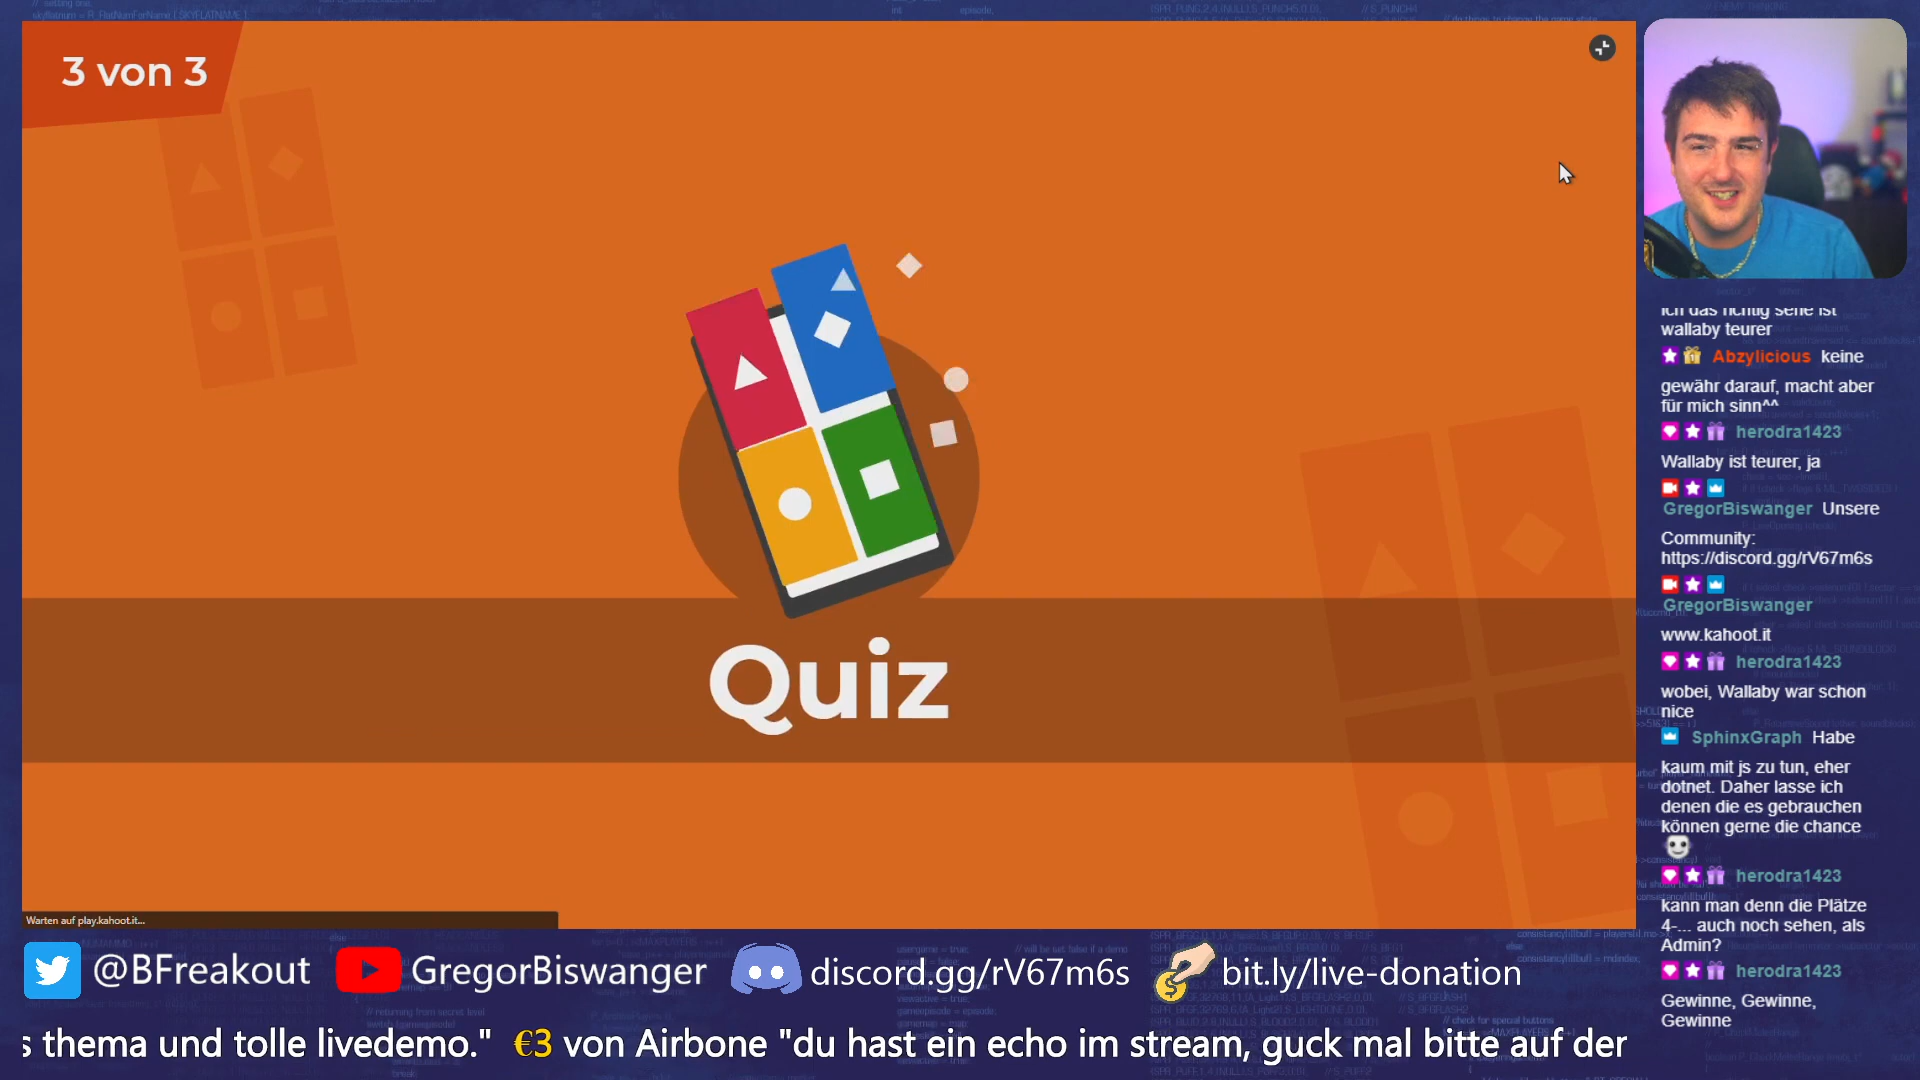 3 von 3
Quiz
Warten auf play.kahoot.it...
ich das richtig sehe ist
wallaby teurer
Abzylicious keine
gewähr darauf, macht aber
für mich sinn^^
herodra1423
Wallaby ist teurer, ja
GregorBiswanger Unsere
Community:
https://discord.gg/rV67m6s
GregorBiswanger
www.kahoot.it
herodra1423
wobei, Wallaby war schon
nice
SphinxGraph Habe
kaum mit js zu tun, eher
dotnet. Daher lasse ich
denen die es gebrauchen
können gerne die chance
herodra1423
kann man denn die Plätze
4-... auch noch sehen, als
Admin?
herodra1423
Gewinne, Gewinne,
Gewinne
@BFreakout GregorBiswanger discord.gg/rV67m6s bit.ly/live-donation
s thema und tolle livedemo." €3 von Airbone "du hast ein echo im stream, guck mal bitte auf der